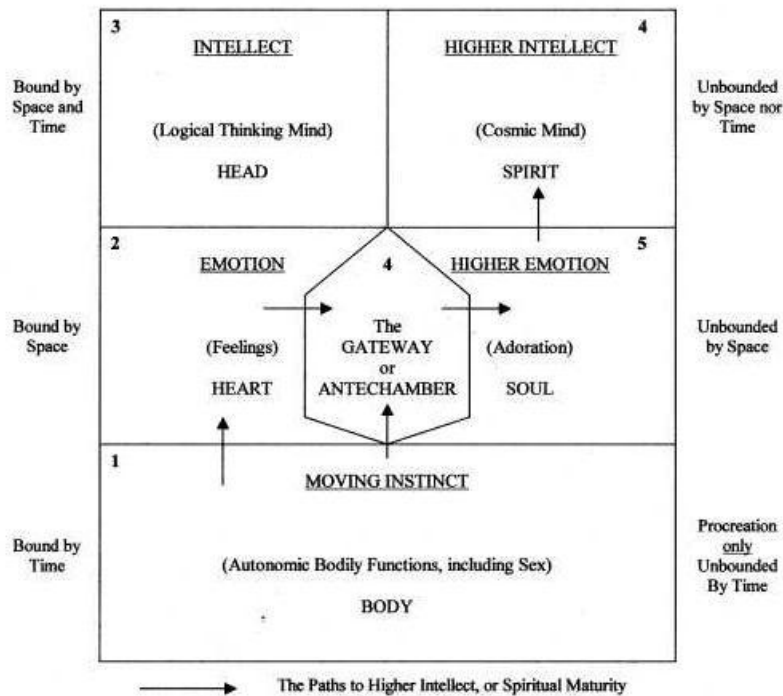 3
INTELLECT
(Logical Thinking Mind)
HEAD
4
HIGHER INTELLECT
(Cosmic Mind)
SPIRIT
Bound by
Space and
Time
Unbounded
by Space nor
Time
2
EMOTION
(Feelings)
HEART
4
The
GATEWAY
or
ANTECHAMBER
5
HIGHER EMOTION
(Adoration)
SOUL
Bound by
Space
Unbounded
by Space
1
MOVING INSTINCT
(Autonomic Bodily Functions, including Sex)
BODY
Bound by
Time
Procreation
only
Unbounded
By Time
The Paths to Higher Intellect, or Spiritual Maturity